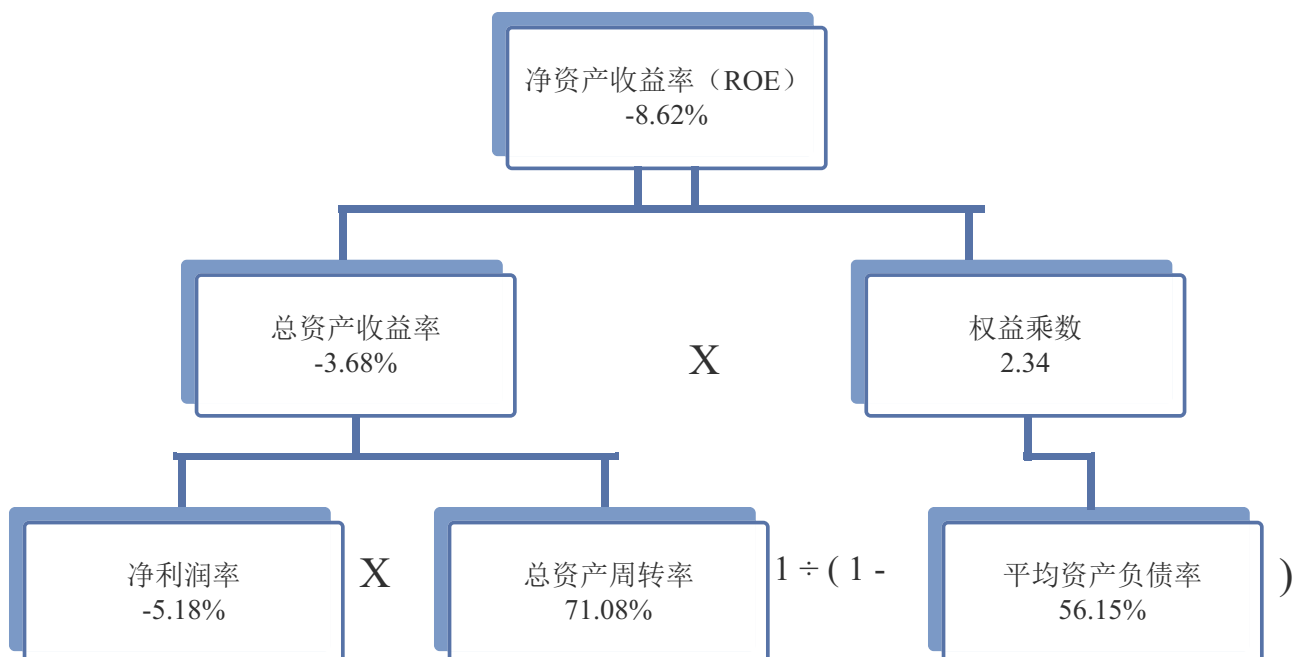 净资产收益率（ROE）
-8.62%
总资产收益率
-3.68%
X
权益乘数
2.34
净利润率
-5.18%
X
总资产周转率
71.08%
1 ÷ ( 1 -
平均资产负债率
56.15%
)